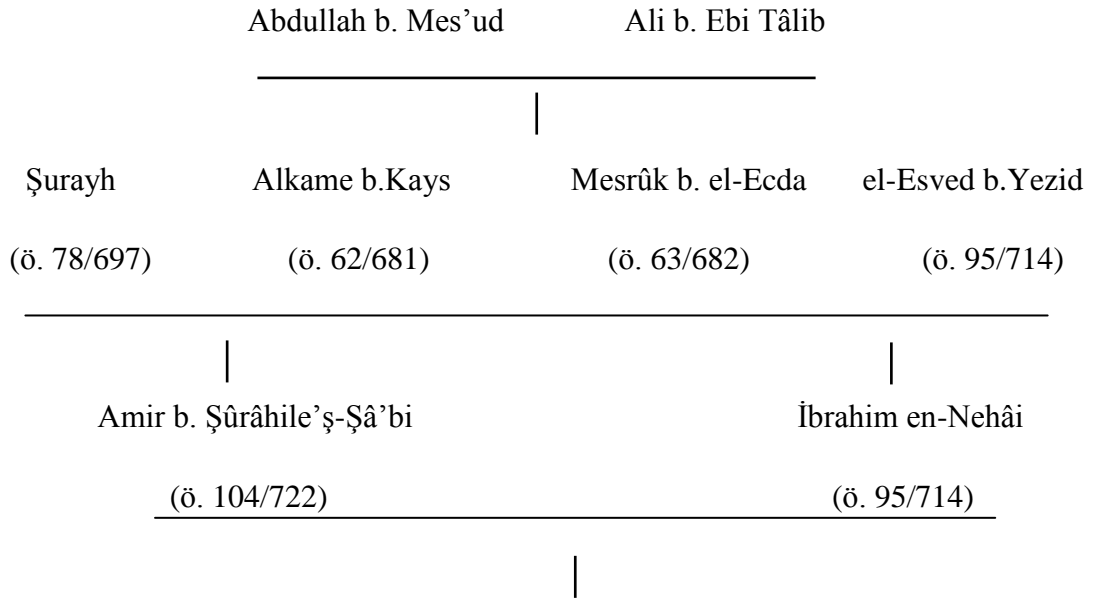 Abdullah b. Mes’ud Ali b. Ebi Tâlib
Şurayh Alkame b.Kays Mesrûk b. el-Ecda el-Esved b.Yezid
(ö. 78/697) (ö. 62/681) (ö. 63/682) (ö. 95/714)
Amir b. Şûrâhile’ş-Şâ’bi İbrahim en-Nehâi
(ö. 104/722) (ö. 95/714)